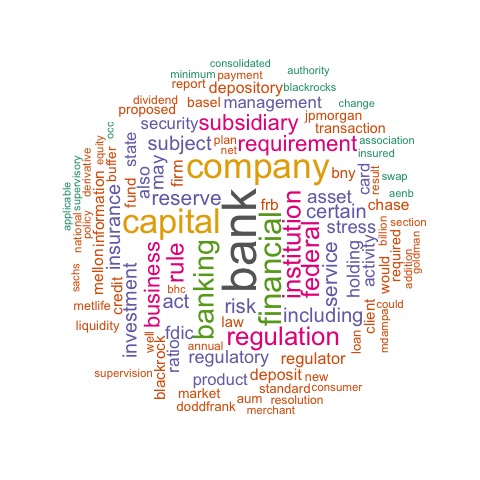 consolidated
minimum payment authority
report depository blackrocks
dividend basel management change
proposed jpmorgan
security subsidiary transaction
state subject plan requirement association
occ net insured
equity also may firm company bny card result swap
derivative buffer fund reserve asset aenb
supervisory information insurance frb certain chase
applicable capital bank institution stress billion section
policy national mellon business rule banking financial federal service holding activity would required addition goldman
sachs credit investment bhc act risk including client could
metlife fdic law loan mdampa
liquidity well ratio regulation
annual regulatory regulator
supervision blackrock product deposit new
market aum standard consumer
doddfrank resolution
merchant